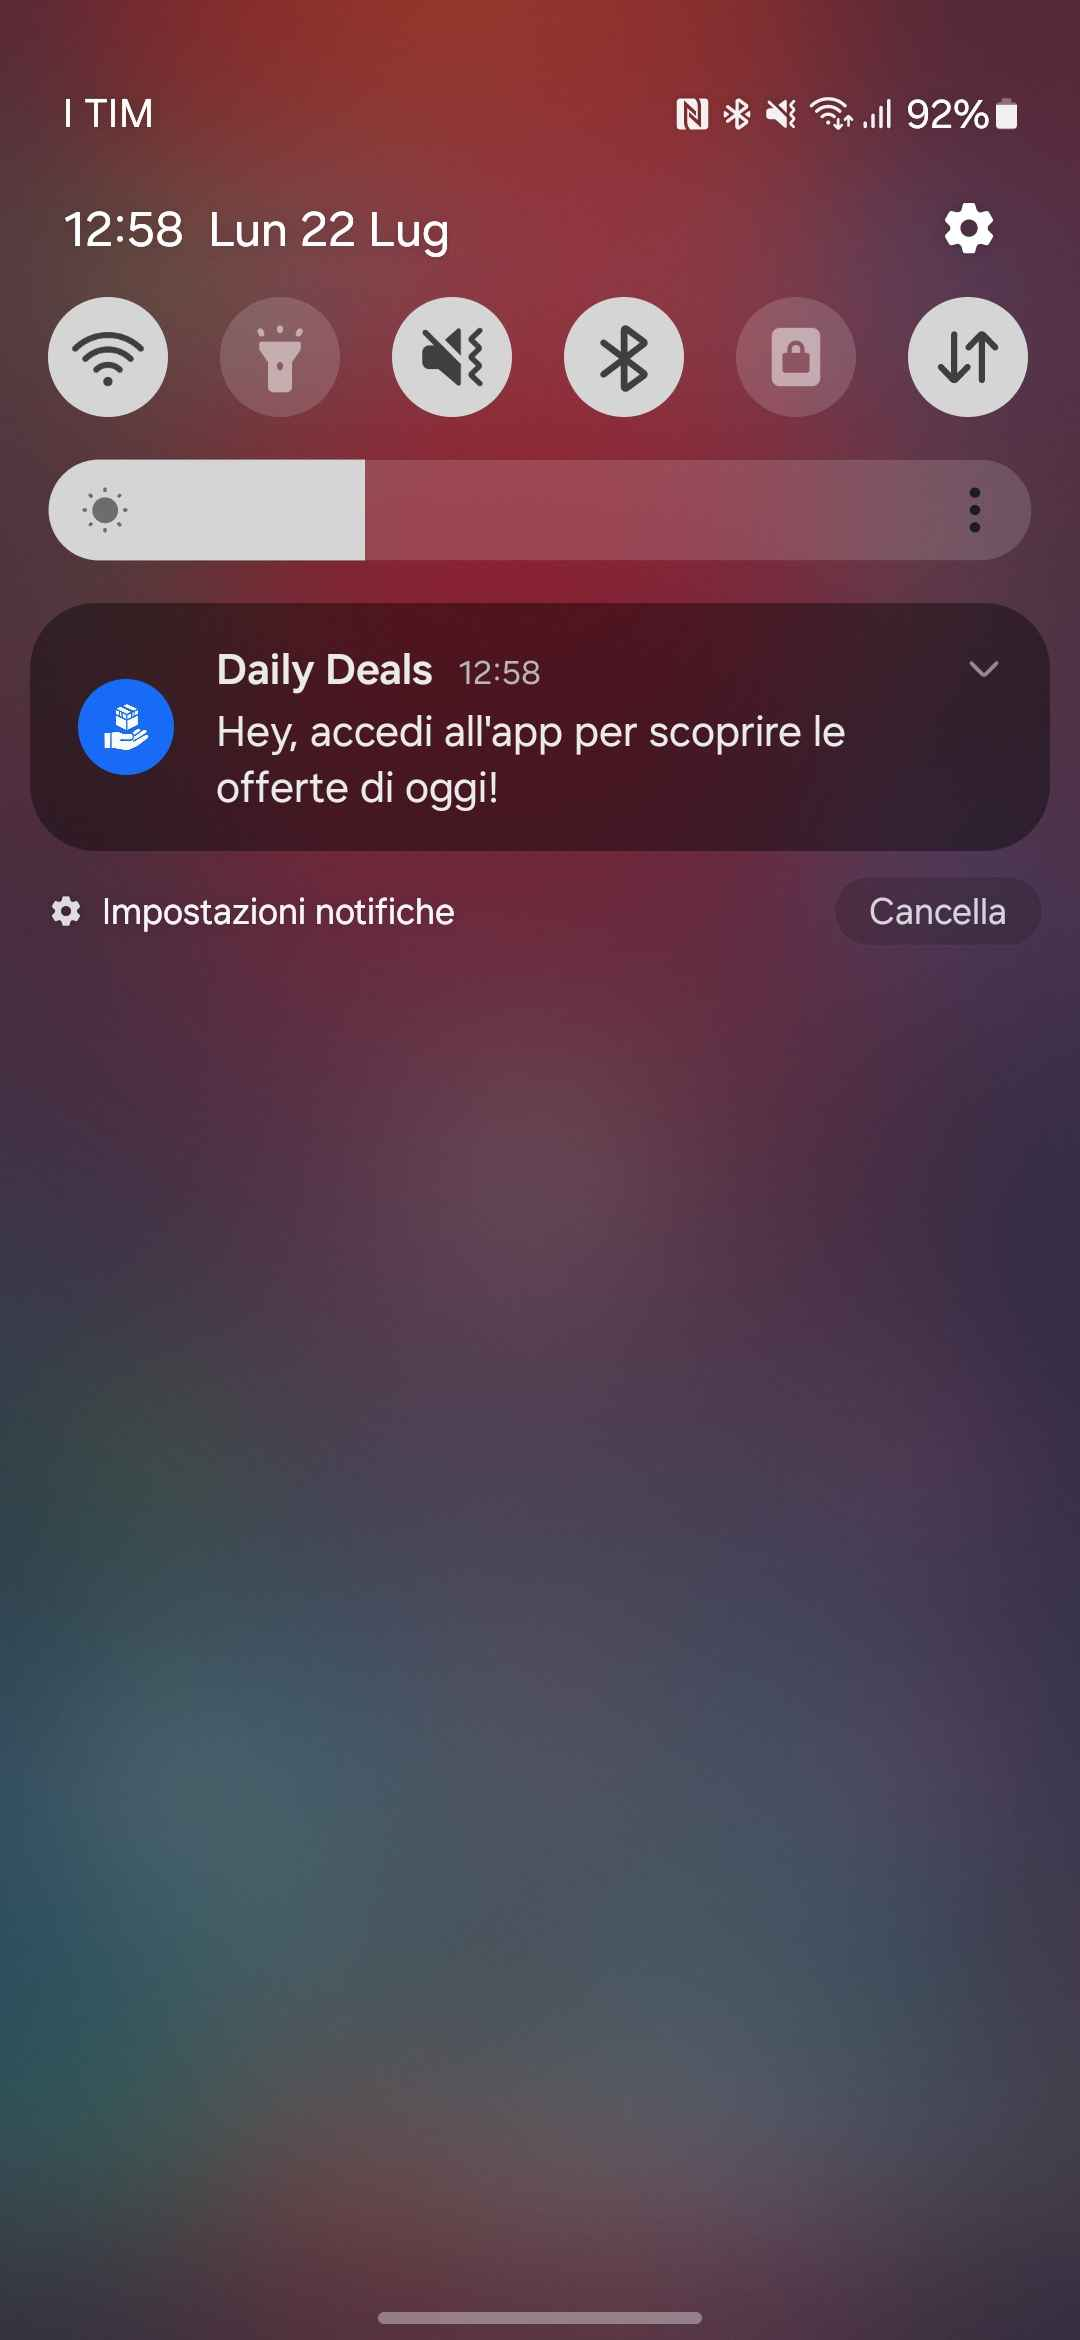 I TIM 92%
12:58 Lun 22 Lug
Daily Deals 12:58
Hey, accedi all'app per scoprire le
offerte di oggi!
Impostazioni notifiche Cancella